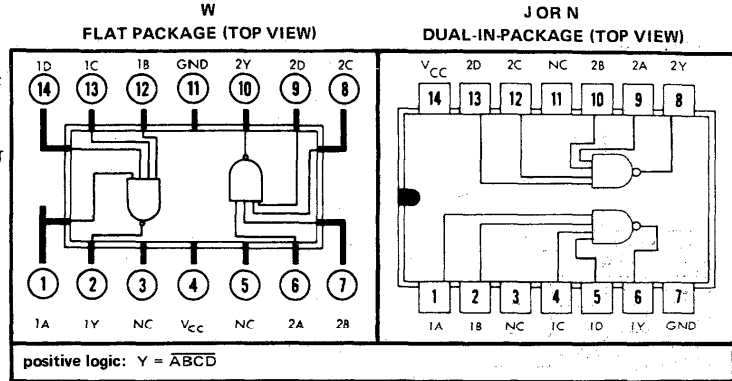 W
FLAT PACKAGE (TOP VIEW)
1D 1C 1B GND 2Y 2D 2C
14 13 12 11 10 9 8
1 2 3 4 5 6 7
1A 1Y NC VCC NC 2A 2B
J OR N
DUAL-IN-PACKAGE (TOP VIEW)
VCC 2D 2C NC 2B 2A 2Y
14 13 12 11 10 9 8
1 2 3 4 5 6 7
1A 1B NC 1C 1D 1Y GND
positive logic: Y = \overline{ABCD}